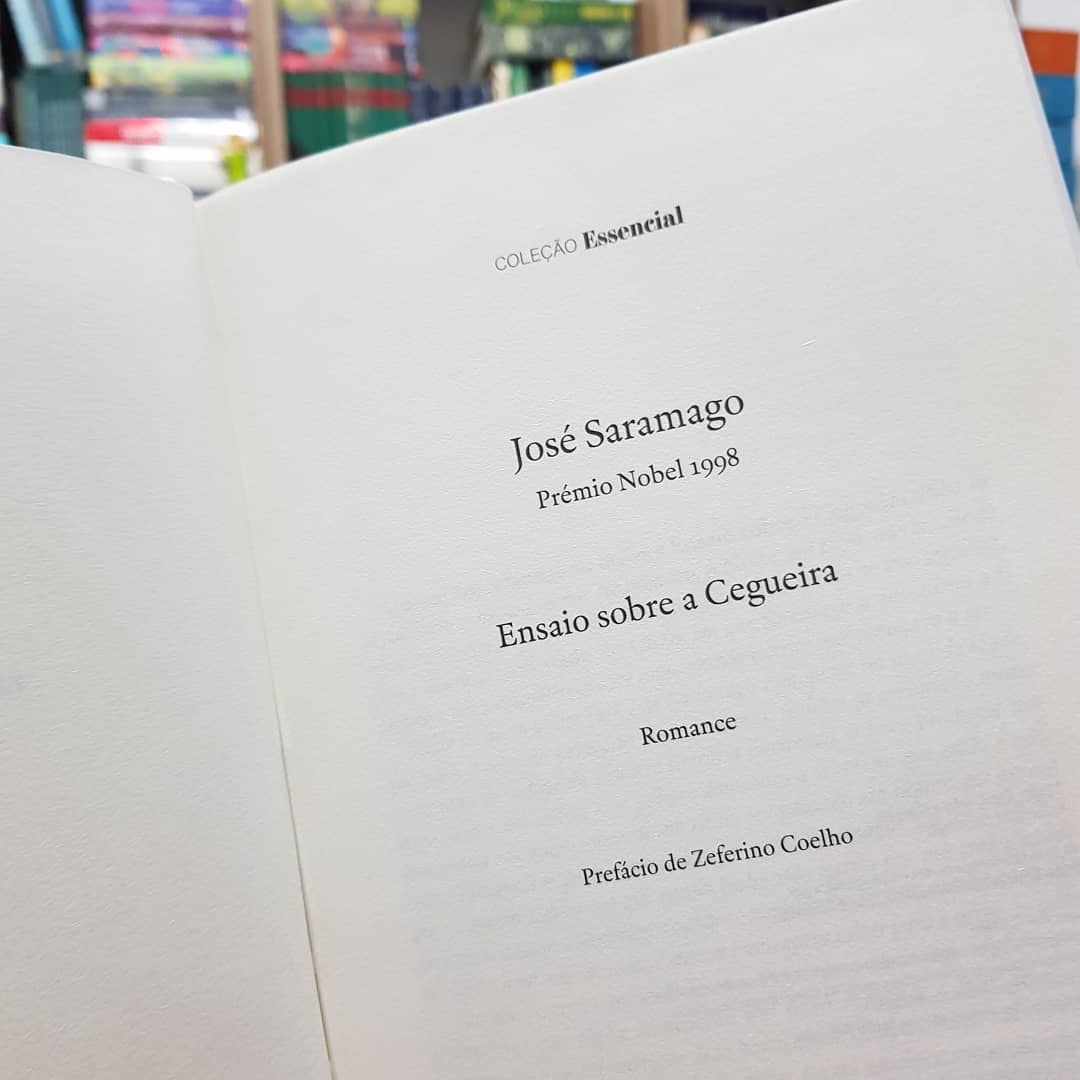 COLEÇÃO Essencial
José Saramago
Prémio Nobel 1998
Ensaio sobre a Cegueira
Romance
Prefácio de Zeferino Coelho